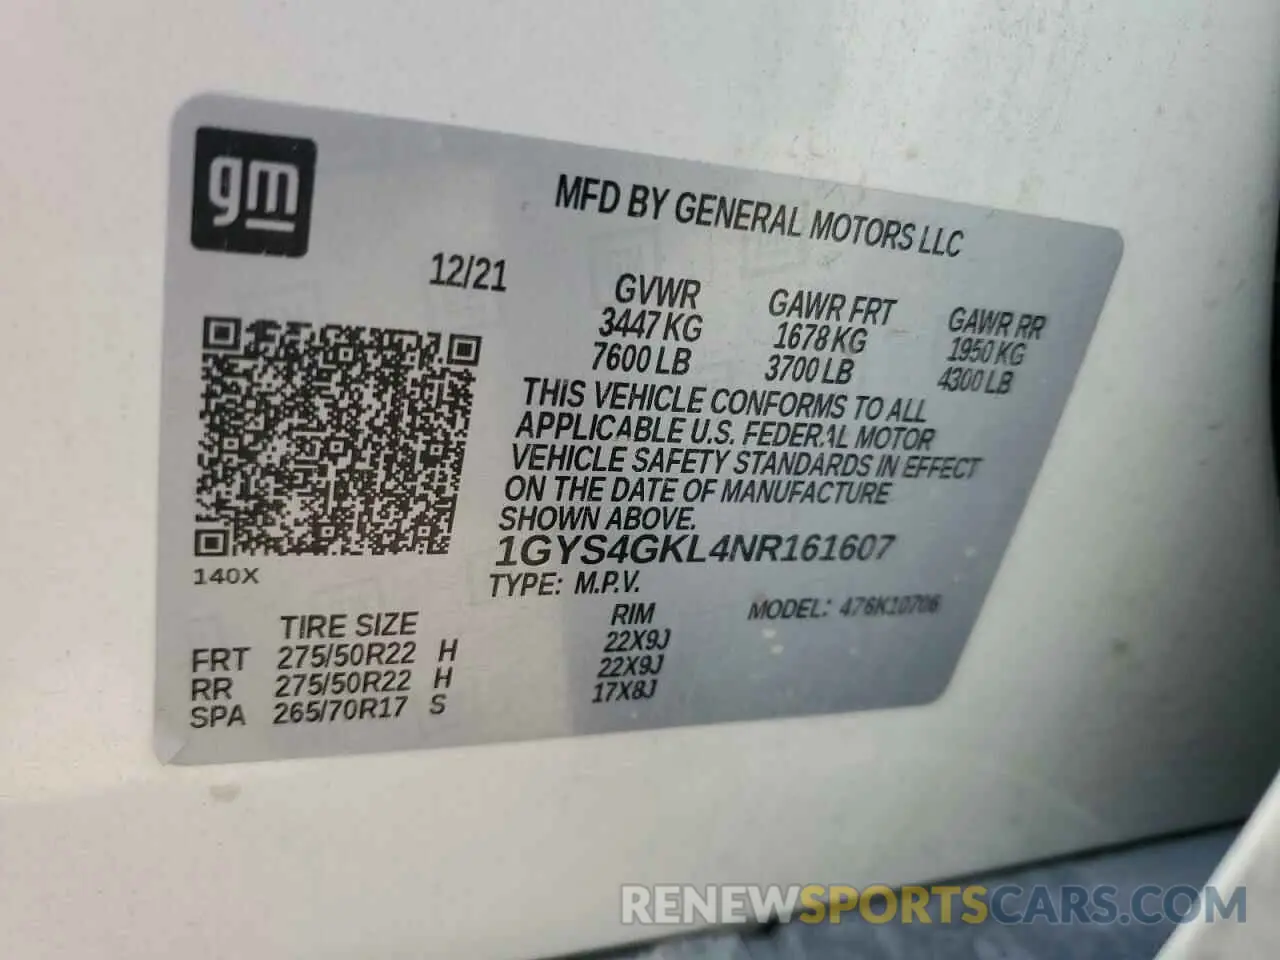 gm
MFD BY GENERAL MOTORS LLC
12/21
GVWR GAWR FRT GAWR RR
3447 KG 1678 KG 1950 KG
7600 LB 3700 LB 4300 LB
THIS VEHICLE CONFORMS TO ALL
APPLICABLE U.S. FEDERAL MOTOR
VEHICLE SAFETY STANDARDS IN EFFECT
ON THE DATE OF MANUFACTURE
SHOWN ABOVE.
1GYS4GKL4NR161607
140X
TYPE: M.P.V. MODEL: 476K10706
TIRE SIZE RIM
FRT 275/50R22 H 22X9J
RR 275/50R22 H 22X9J
SPA 265/70R17 S 17X8J
RENEWSPORTSCARS.COM